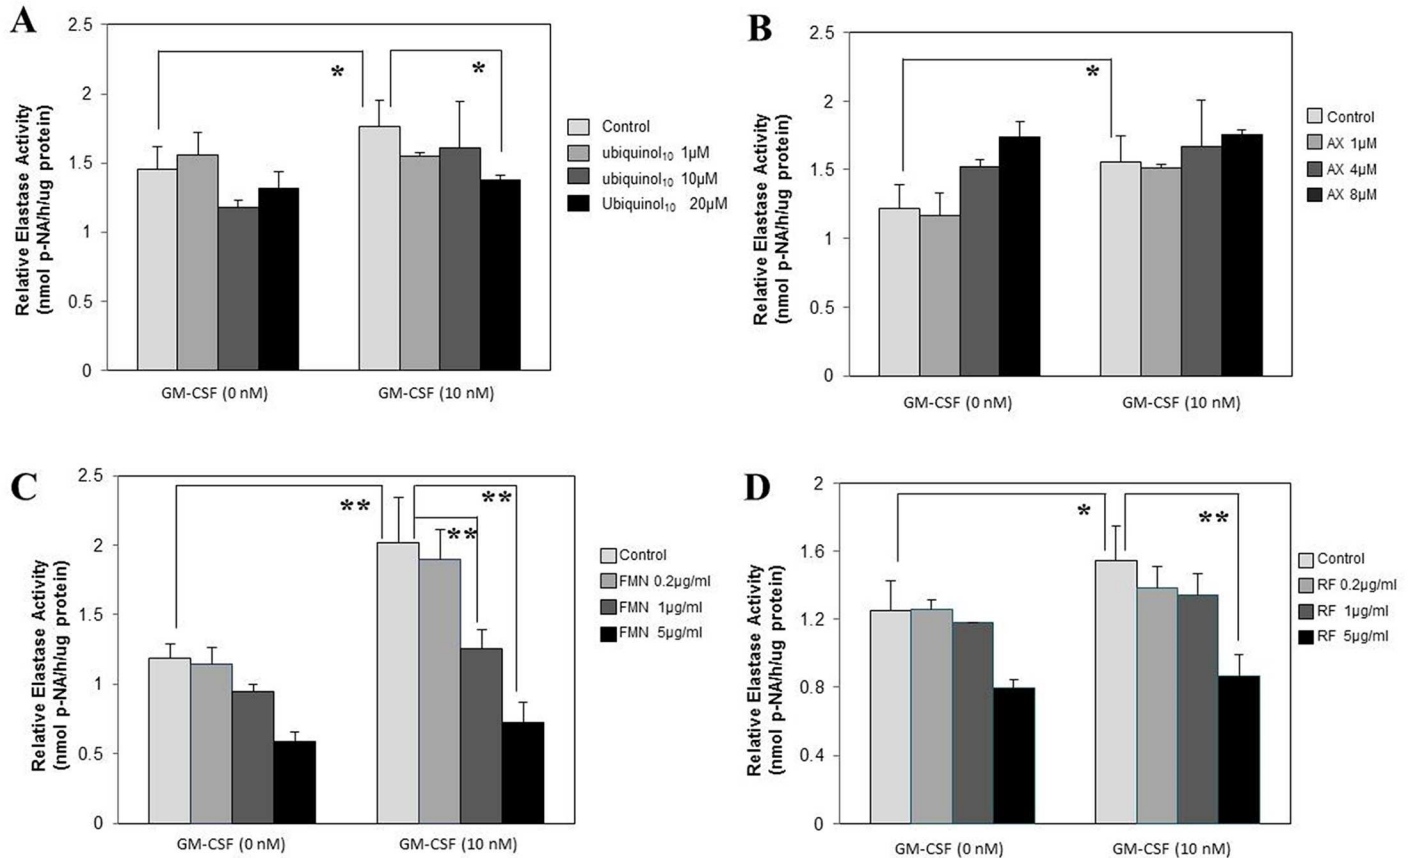 A
2.5
2
1.5
1
0.5
0
Relative Elastase Activity
(nmol p-NA/h/ug protein)
*
*
GM-CSF (0 nM)
GM-CSF (10 nM)
Control
ubiquinol₁₀ 1μM
ubiquinol₁₀ 10μM
Ubiquinol₁₀ 20μM
B
2.5
2
1.5
1
0.5
0
Relative Elastase Activity
(nmol p-NA/h/ug protein)
*
GM-CSF (0 nM)
GM-CSF (10 nM)
Control
AX 1μM
AX 4μM
AX 8μM
C
2.5
2
1.5
1
0.5
0
Relative Elastase Activity
(nmol p-NA/h/ug protein)
**
**
**
GM-CSF (0 nM)
GM-CSF (10 nM)
Control
FMN 0.2μg/ml
FMN 1μg/ml
FMN 5μg/ml
D
2
1.6
1.2
0.8
0.4
0
Relative Elastase Activity
(nmol p-NA/h/ug protein)
*
**
GM-CSF (0 nM)
GM-CSF (10 nM)
Control
RF 0.2μg/ml
RF 1μg/ml
RF 5μg/ml